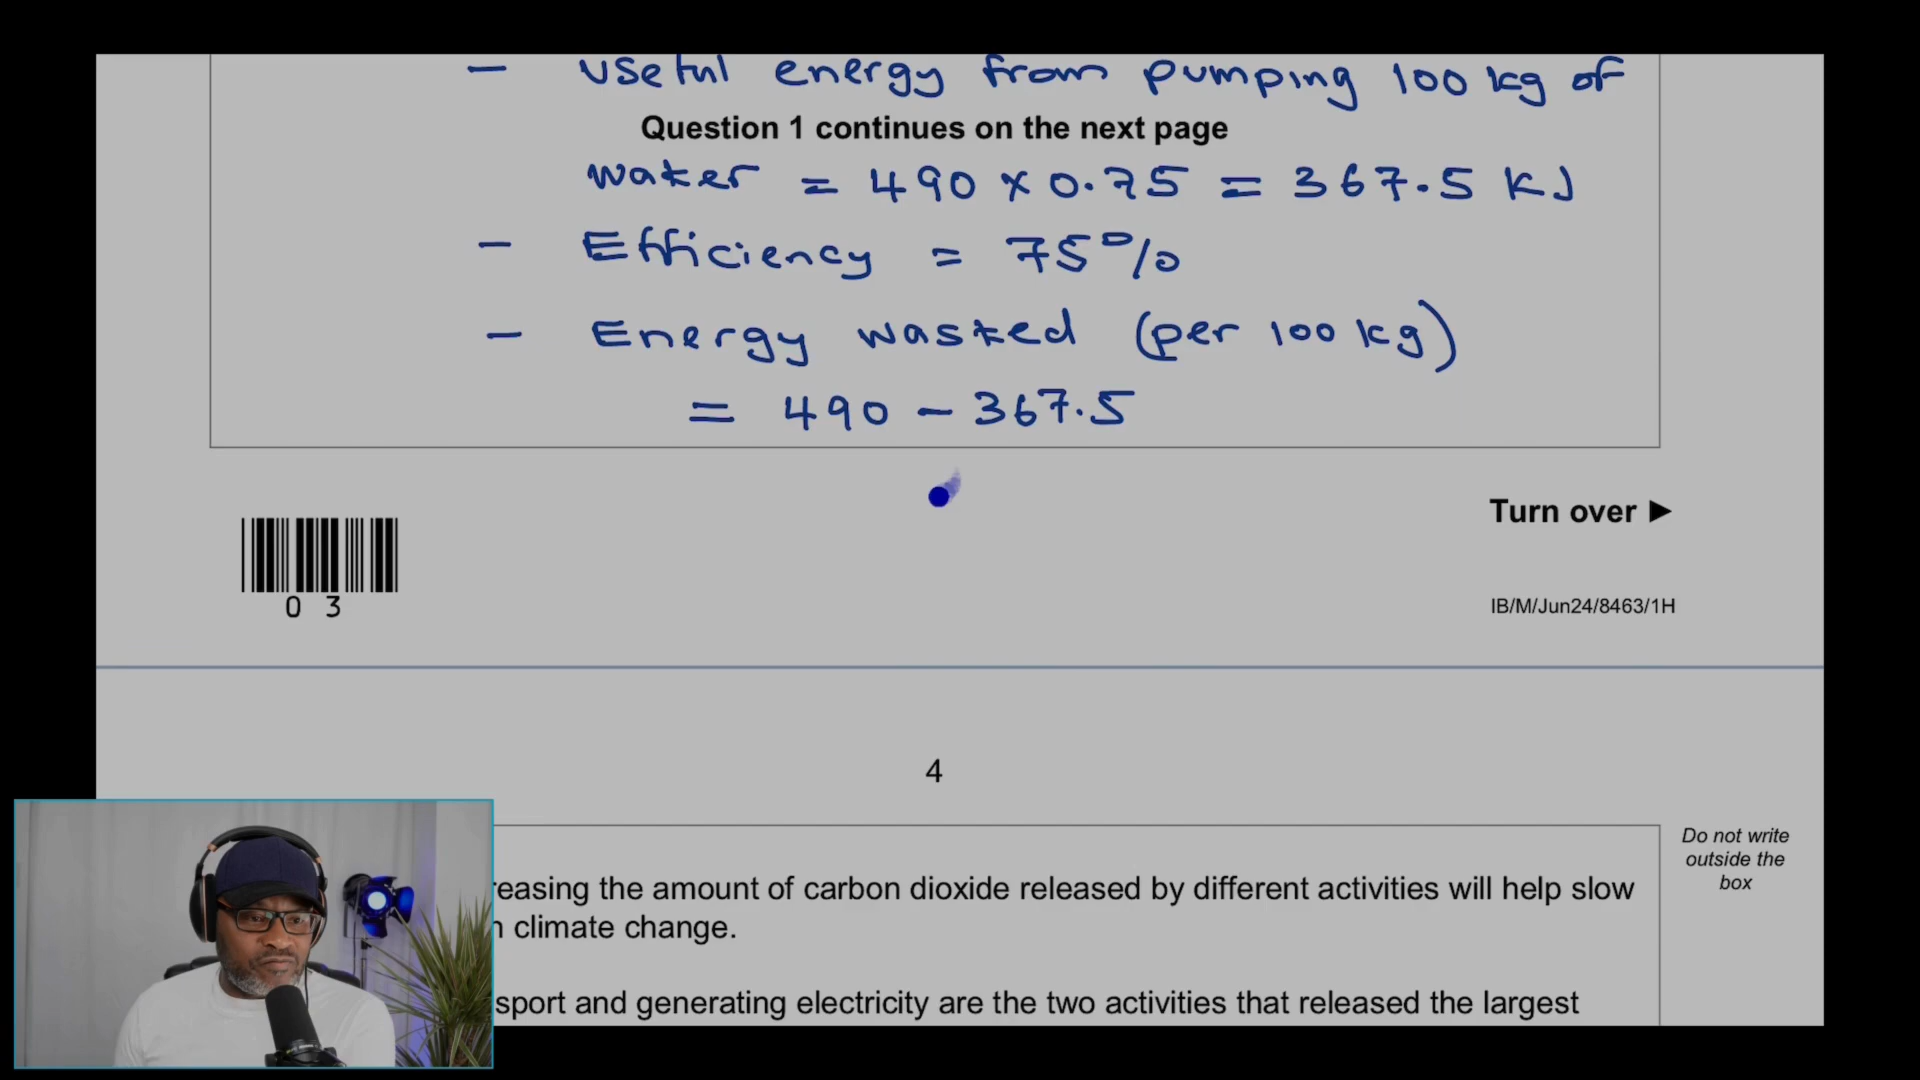 - Useful energy from pumping 100 kg of
Question 1 continues on the next page
water = 490 × 0.75 = 367.5 KJ
- Efficiency = 75%
- Energy wasted (per 100 kg)
= 490 - 367.5
Turn over ►
0 3
IB/M/Jun24/8463/1H
4
Do not write
outside the
box
reasing the amount of carbon dioxide released by different activities will help slow
n climate change.
sport and generating electricity are the two activities that released the largest